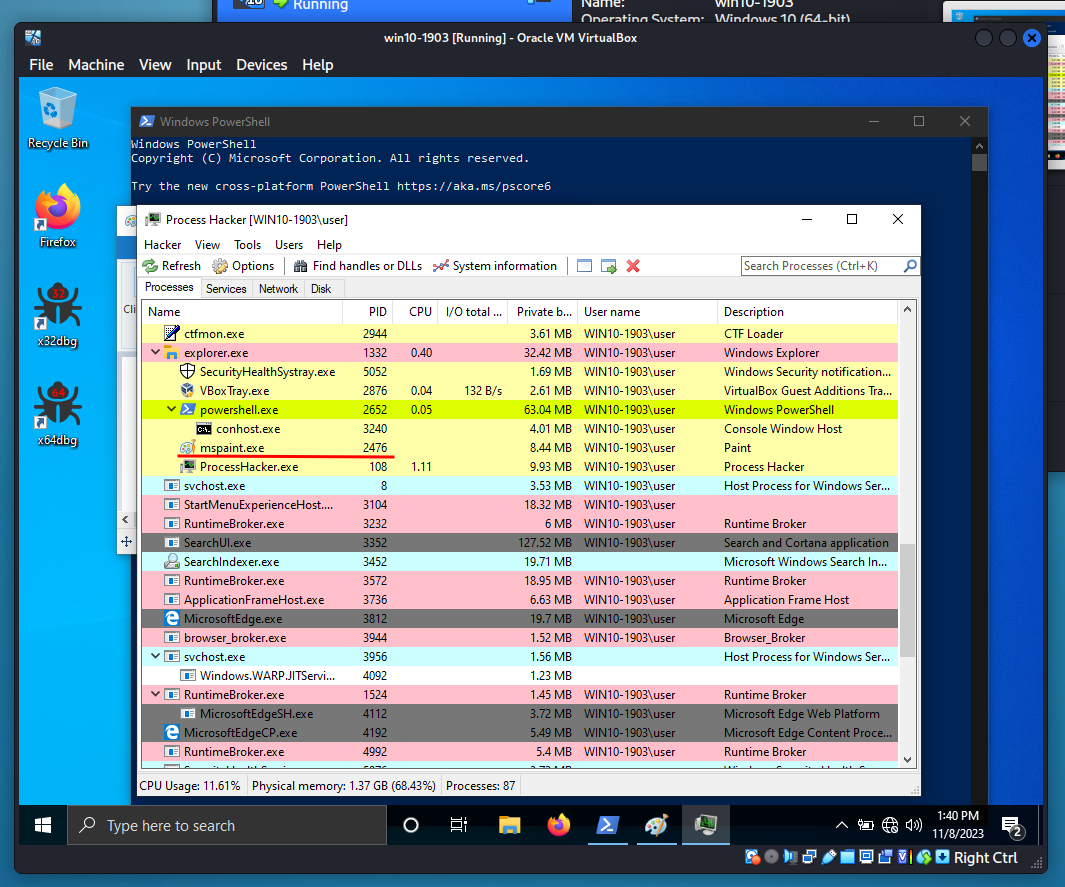 Running
Name: win10-1903
Operating System: Windows 10 (64-bit)
win10-1903 [Running] - Oracle VM VirtualBox
File Machine View Input Devices Help
Recycle Bin
Firefox
32
x32dbg
64
x64dbg
Windows PowerShell
Windows PowerShell
Copyright (C) Microsoft Corporation. All rights reserved.
Try the new cross-platform PowerShell https://aka.ms/pscore6
Process Hacker [WIN10-1903\user]
Hacker View Tools Users Help
Refresh Options Find handles or DLLs System information Search Processes (Ctrl+K)
Processes Services Network Disk
Name PID CPU I/O total ... Private b... User name Description
ctfmon.exe 2944 3.61 MB WIN10-1903\user CTF Loader
explorer.exe 1332 0.40 32.42 MB WIN10-1903\user Windows Explorer
SecurityHealthSystray.exe 5052 1.69 MB WIN10-1903\user Windows Security notification...
VBoxTray.exe 2876 0.04 132 B/s 2.61 MB WIN10-1903\user VirtualBox Guest Additions Tra...
powershell.exe 2652 0.05 63.04 MB WIN10-1903\user Windows PowerShell
conhost.exe 3240 4.01 MB WIN10-1903\user Console Window Host
mspaint.exe 2476 8.44 MB WIN10-1903\user Paint
ProcessHacker.exe 108 1.11 9.93 MB WIN10-1903\user Process Hacker
svchost.exe 8 3.53 MB WIN10-1903\user Host Process for Windows Ser...
StartMenuExperienceHost.... 3104 18.32 MB WIN10-1903\user
RuntimeBroker.exe 3232 6 MB WIN10-1903\user Runtime Broker
SearchUI.exe 3352 127.52 MB WIN10-1903\user Search and Cortana application
SearchIndexer.exe 3452 19.71 MB Microsoft Windows Search In...
RuntimeBroker.exe 3572 18.95 MB WIN10-1903\user Runtime Broker
ApplicationFrameHost.exe 3736 6.63 MB WIN10-1903\user Application Frame Host
MicrosoftEdge.exe 3812 19.7 MB WIN10-1903\user Microsoft Edge
browser_broker.exe 3944 1.52 MB WIN10-1903\user Browser_Broker
svchost.exe 3956 1.56 MB Host Process for Windows Ser...
Windows.WARP.JITServi... 4092 1.23 MB
RuntimeBroker.exe 1524 1.45 MB WIN10-1903\user Runtime Broker
MicrosoftEdgeSH.exe 4112 3.72 MB WIN10-1903\user Microsoft Edge Web Platform
MicrosoftEdgeCP.exe 4192 5.49 MB WIN10-1903\user Microsoft Edge Content Proce...
RuntimeBroker.exe 4992 5.4 MB WIN10-1903\user Runtime Broker
CPU Usage: 11.61% Physical memory: 1.37 GB (68.43%) Processes: 87
Type here to search
1:40 PM
11/8/2023
2
Right Ctrl